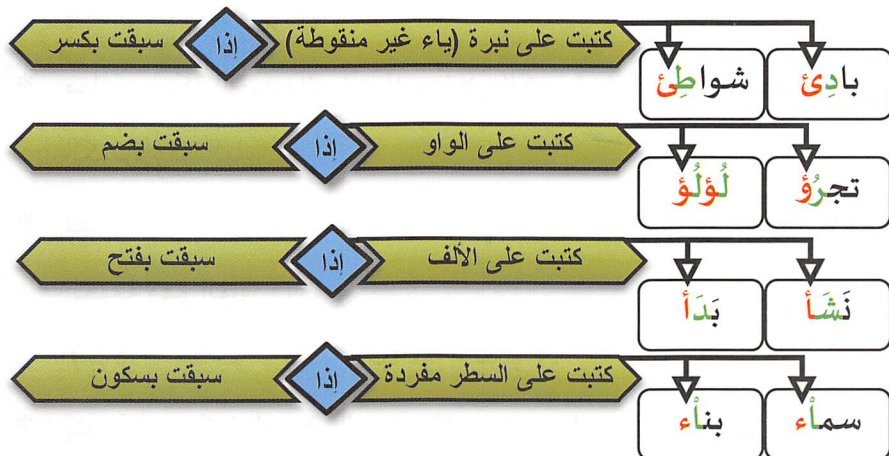 كتبت على نبرة (ياء غير منقوطة) إذا سبقت بكسر
بادِئ شواطِئ
كتبت على الواو إذا سبقت بضم
تجرُؤ لُؤلُؤ
كتبت على الألف إذا سبقت بفتح
نَشَأ بَدَأ
كتبت على السطر مفردة إذا سبقت بسكون
سماْء بناْء